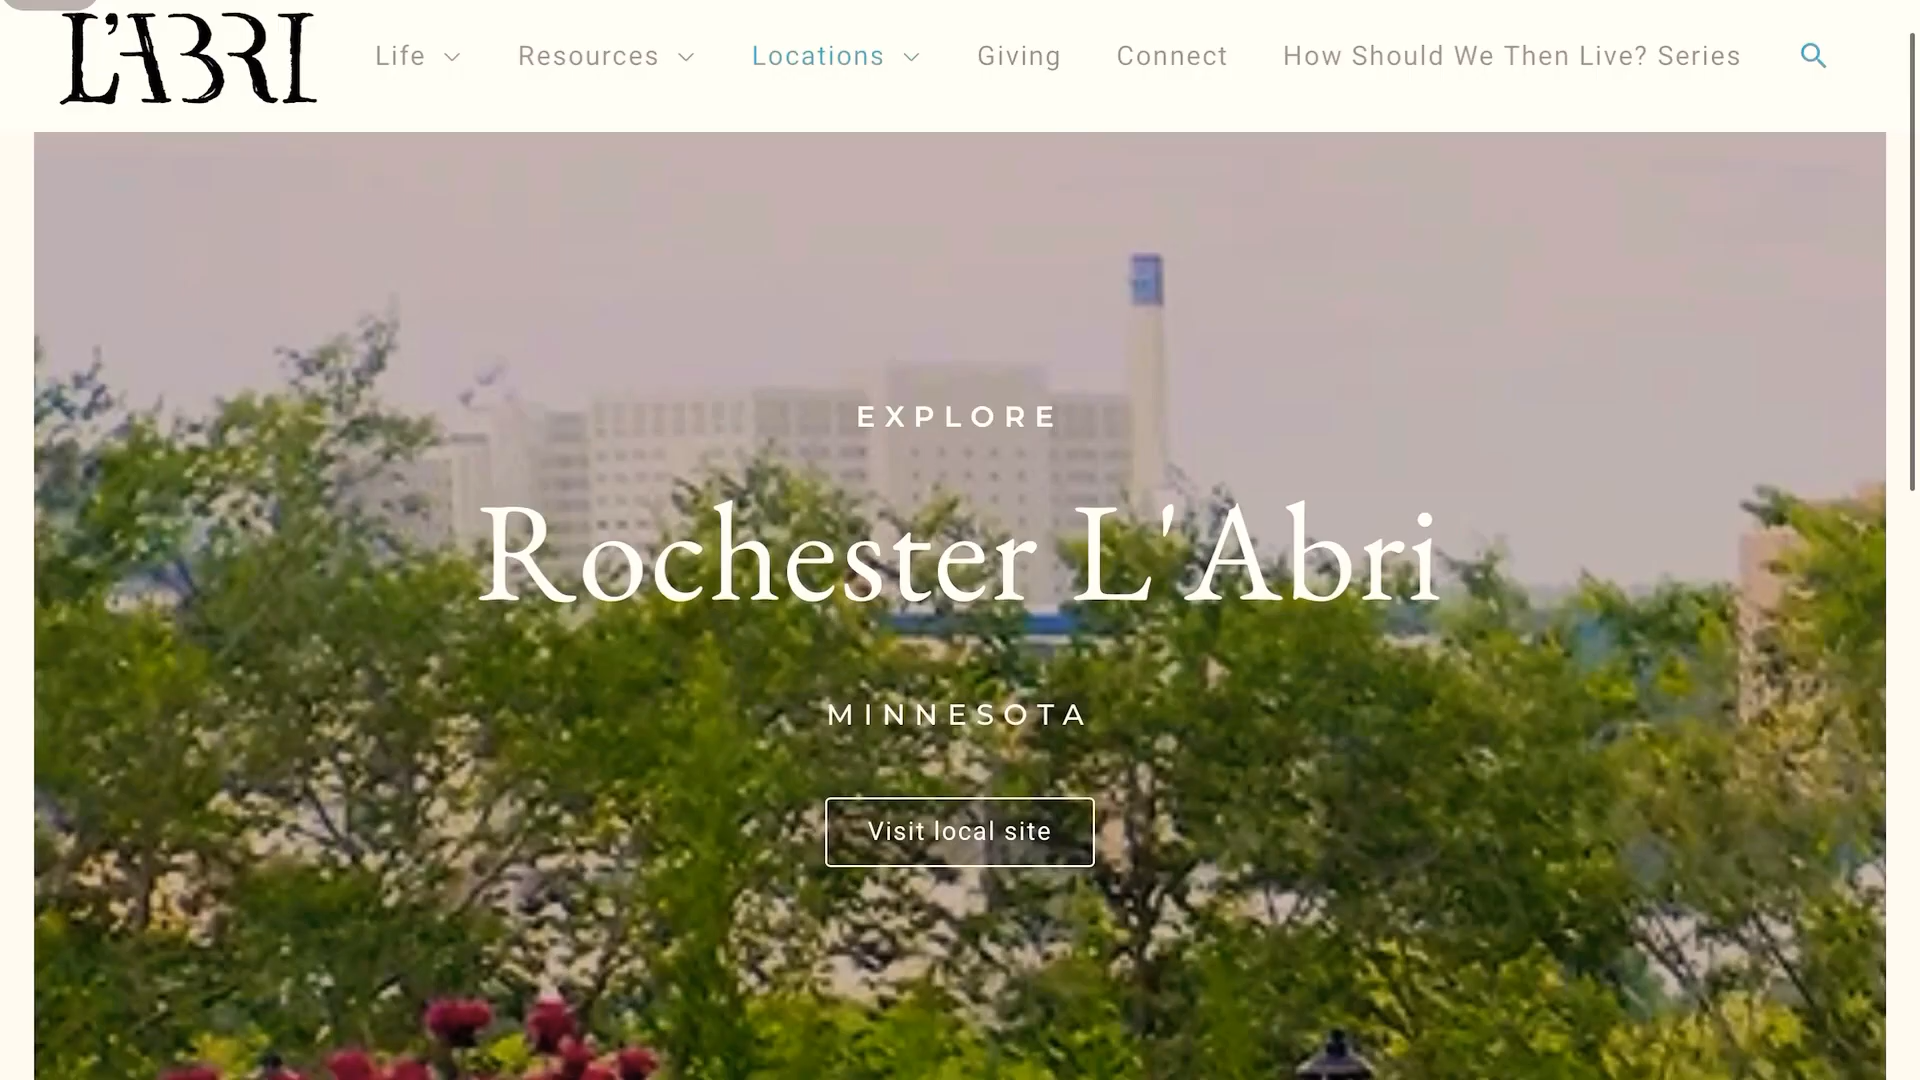 L'ABRI
Life
Resources
Locations
Giving
Connect
How Should We Then Live? Series
EXPLORE
Rochester L'Abri
MINNESOTA
Visit local site